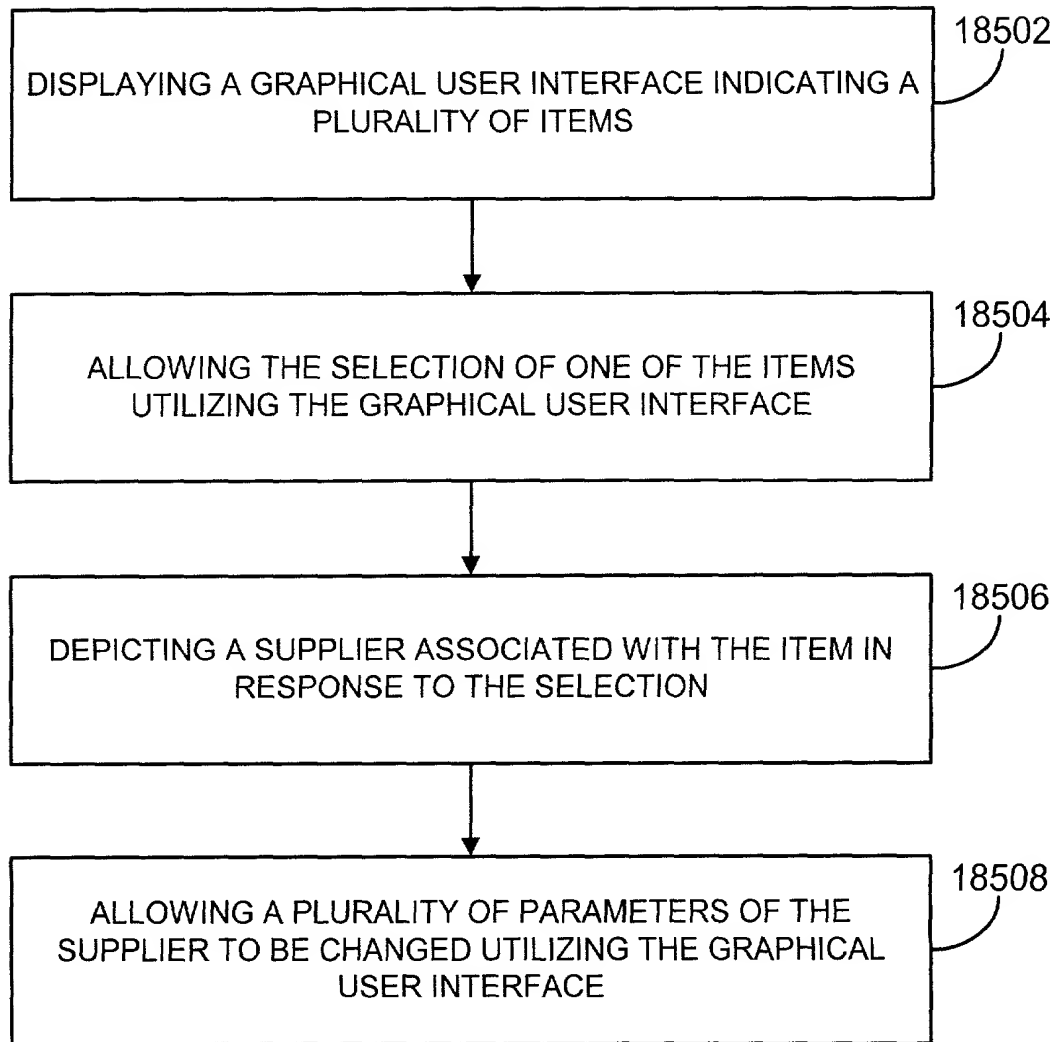 18502
DISPLAYING A GRAPHICAL USER INTERFACE INDICATING A
PLURALITY OF ITEMS
18504
ALLOWING THE SELECTION OF ONE OF THE ITEMS
UTILIZING THE GRAPHICAL USER INTERFACE
18506
DEPICTING A SUPPLIER ASSOCIATED WITH THE ITEM IN
RESPONSE TO THE SELECTION
18508
ALLOWING A PLURALITY OF PARAMETERS OF THE
SUPPLIER TO BE CHANGED UTILIZING THE GRAPHICAL
USER INTERFACE